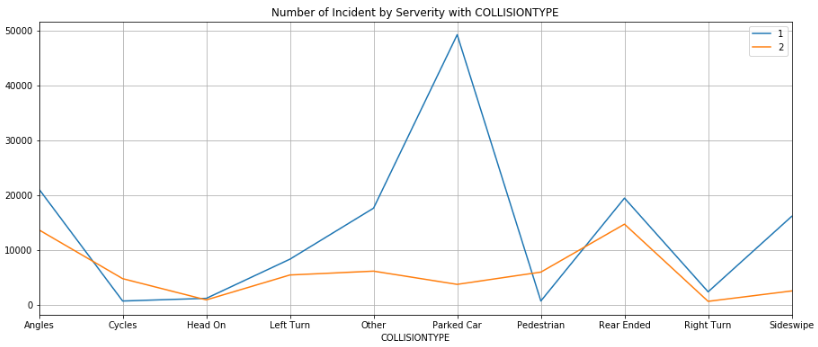 Number of Incident by Serverity with COLLISIONTYPE
1
2
50000
40000
30000
20000
10000
0
Angles Cycles Head On Left Turn Other Parked Car Pedestrian Rear Ended Right Turn Sideswipe
COLLISIONTYPE